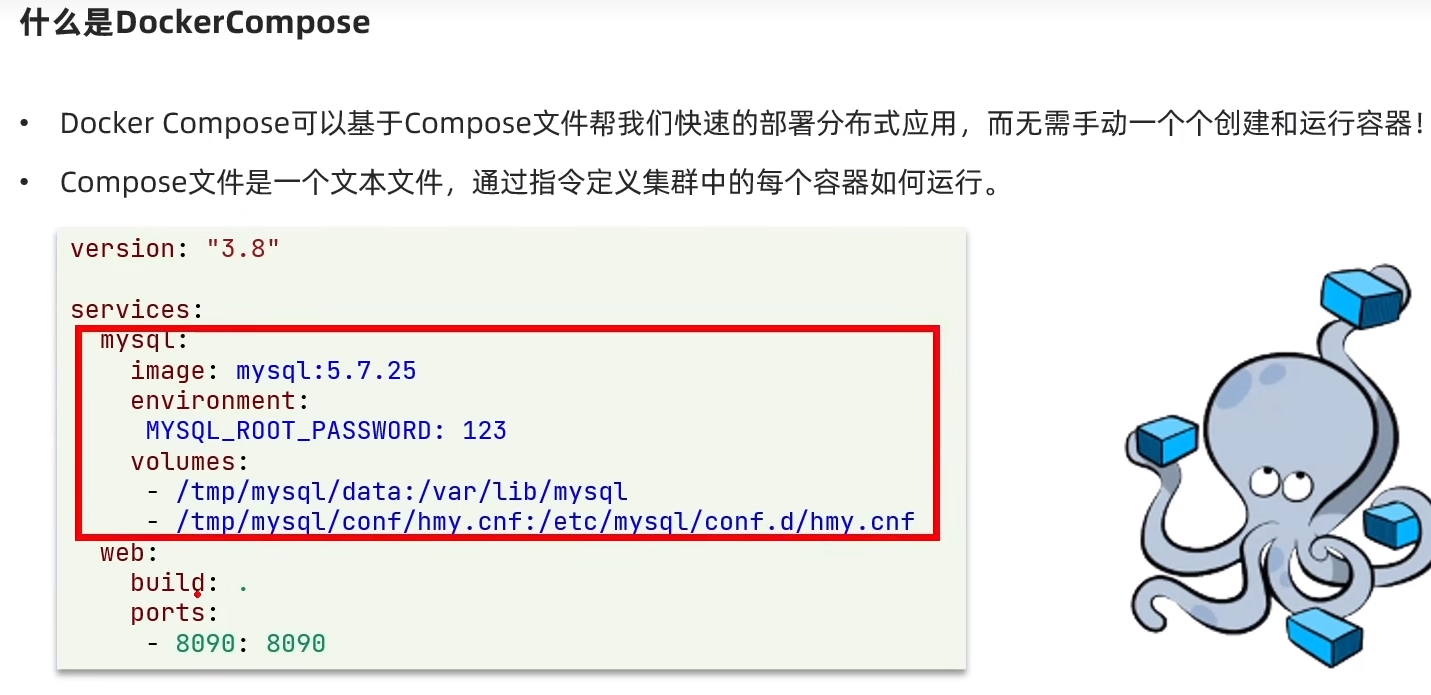 什么是DockerCompose
• Docker Compose可以基于Compose文件帮我们快速的部署分布式应用，而无需手动一个个创建和运行容器！
• Compose文件是一个文本文件，通过指令定义集群中的每个容器如何运行。
version: "3.8"
services:
mysql:
image: mysql:5.7.25
environment:
MYSQL_ROOT_PASSWORD: 123
volumes:
- /tmp/mysql/data:/var/lib/mysql
- /tmp/mysql/conf/hmy.cnf:/etc/mysql/conf.d/hmy.cnf
web:
build: .
ports:
- 8090: 8090